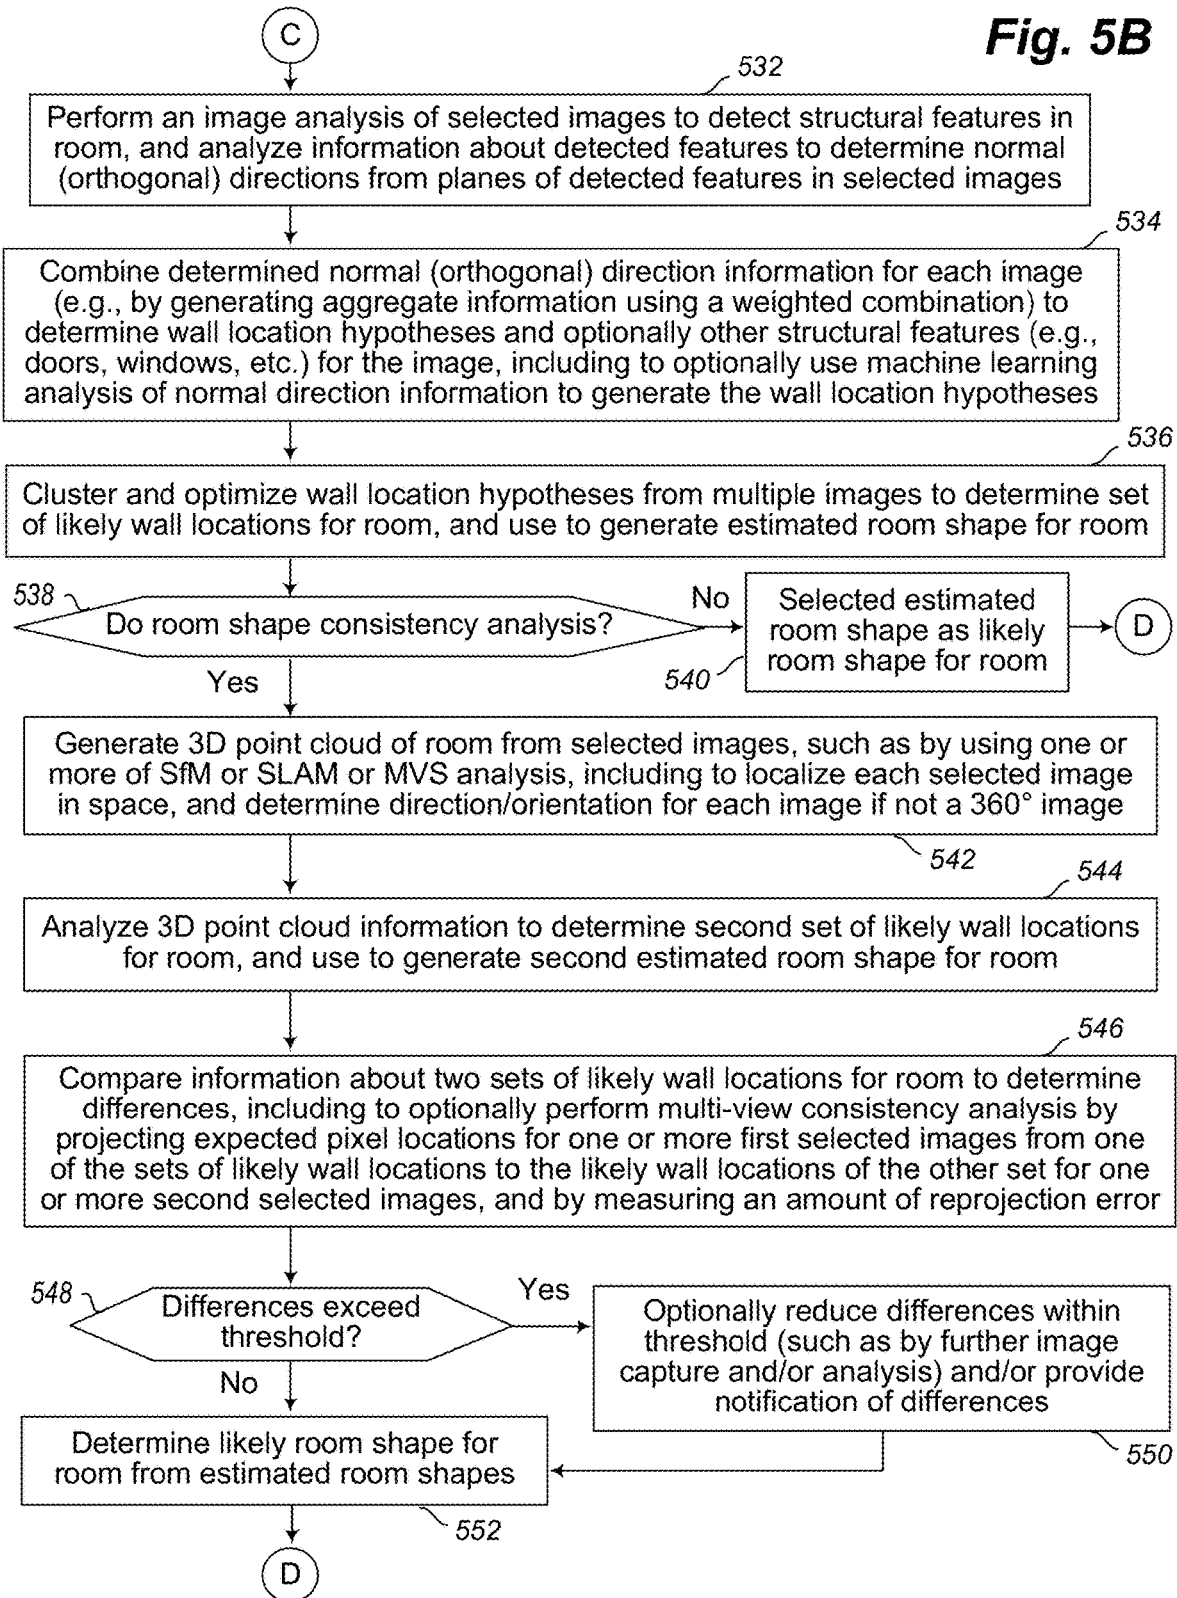 C
Fig. 5B
532
Perform an image analysis of selected images to detect structural features in
room, and analyze information about detected features to determine normal
(orthogonal) directions from planes of detected features in selected images
534
Combine determined normal (orthogonal) direction information for each image
(e.g., by generating aggregate information using a weighted combination) to
determine wall location hypotheses and optionally other structural features (e.g.,
doors, windows, etc.) for the image, including to optionally use machine learning
analysis of normal direction information to generate the wall location hypotheses
536
Cluster and optimize wall location hypotheses from multiple images to determine set
of likely wall locations for room, and use to generate estimated room shape for room
538
Do room shape consistency analysis?
No
Selected estimated
room shape as likely
room shape for room
540
D
Yes
Generate 3D point cloud of room from selected images, such as by using one or
more of SfM or SLAM or MVS analysis, including to localize each selected image
in space, and determine direction/orientation for each image if not a 360° image
542
544
Analyze 3D point cloud information to determine second set of likely wall locations
for room, and use to generate second estimated room shape for room
546
Compare information about two sets of likely wall locations for room to determine
differences, including to optionally perform multi-view consistency analysis by
projecting expected pixel locations for one or more first selected images from one
of the sets of likely wall locations to the likely wall locations of the other set for one
or more second selected images, and by measuring an amount of reprojection error
548
Differences exceed
threshold?
Yes
Optionally reduce differences within
threshold (such as by further image
capture and/or analysis) and/or provide
notification of differences
550
No
Determine likely room shape for
room from estimated room shapes
552
D